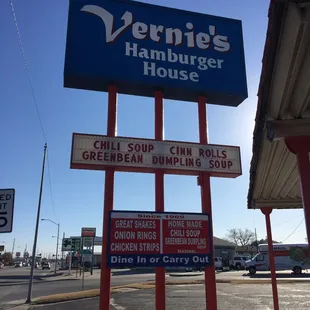 Vernie's
Hamburger
House
CHILI SOUP CINN ROLLS
GREENBEAN DUMPLING SOUP
GREAT SHAKES
ONION RINGS
CHICKEN STRIPS
HOME MADE
CHILI SOUP
GREENBEAN
Dine In or Carry Out